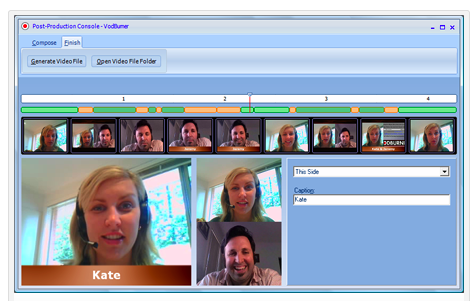 Post-Production Console - VodBurner
Compose Finish
Generate Video File Open Video File Folder
1 2 3 4
This Side
Caption:
Kate
Kate